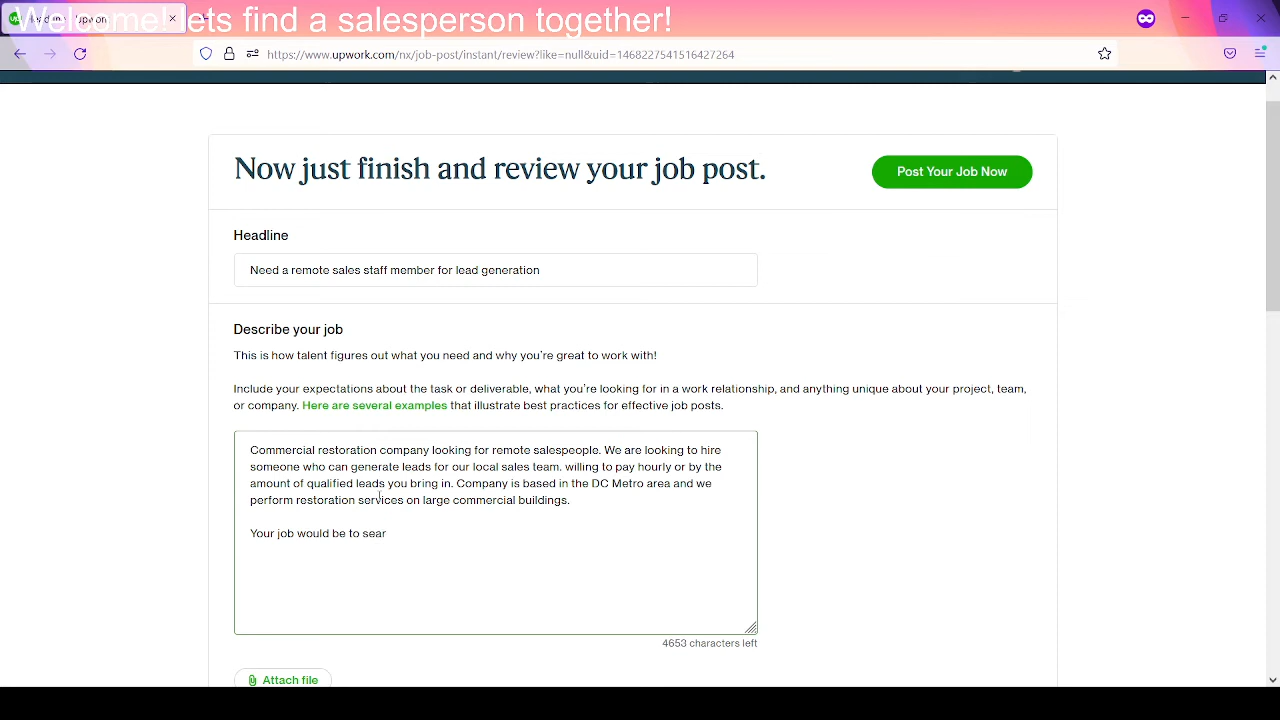 Welcome! lets find a salesperson together!
https://www.upwork.com/nx/job-post/instant/review?like=null&uid=1468227541516427264
Now just finish and review your job post.
Post Your Job Now
Headline
Need a remote sales staff member for lead generation
Describe your job
This is how talent figures out what you need and why you're great to work with!
Include your expectations about the task or deliverable, what you're looking for in a work relationship, and anything unique about your project, team,
or company. Here are several examples that illustrate best practices for effective job posts.
Commercial restoration company looking for remote salespeople. We are looking to hire
someone who can generate leads for our local sales team. willing to pay hourly or by the
amount of qualified leads you bring in. Company is based in the DC Metro area and we
perform restoration services on large commercial buildings.
Your job would be to sear
4653 characters left
Attach file